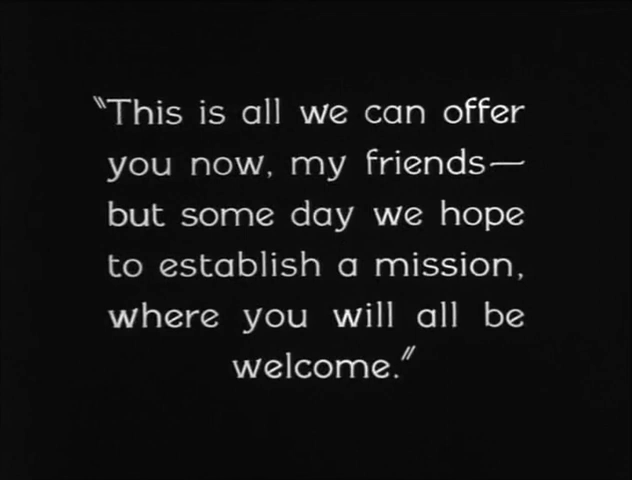 "This is all we can offer
you now, my friends—
but some day we hope
to establish a mission,
where you will all be
welcome."